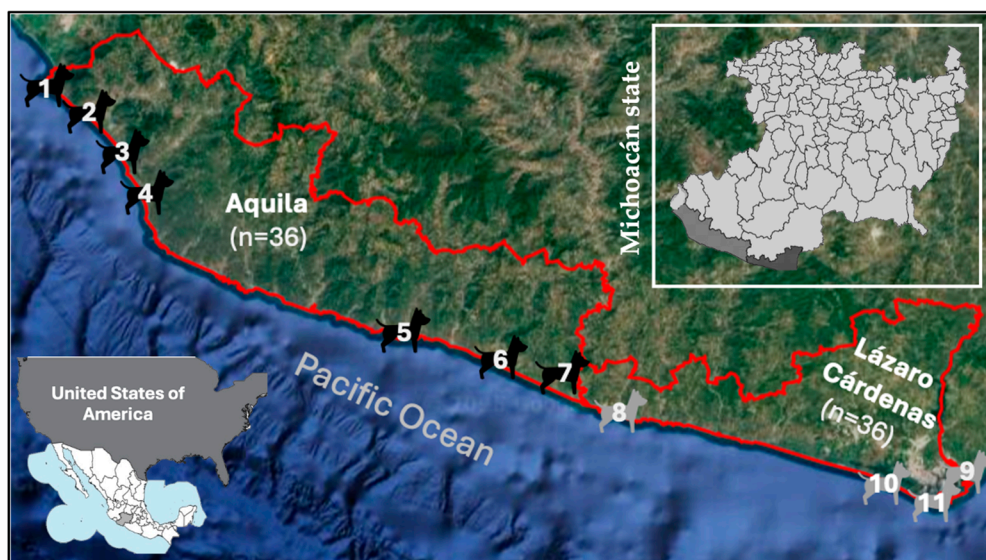 1
2
3
4
Aquila
(n=36)
Michoacán state
5
6
7
8
Pacific Ocean
Lázaro
Cárdenas
(n=36)
9
10
11
United States of
America